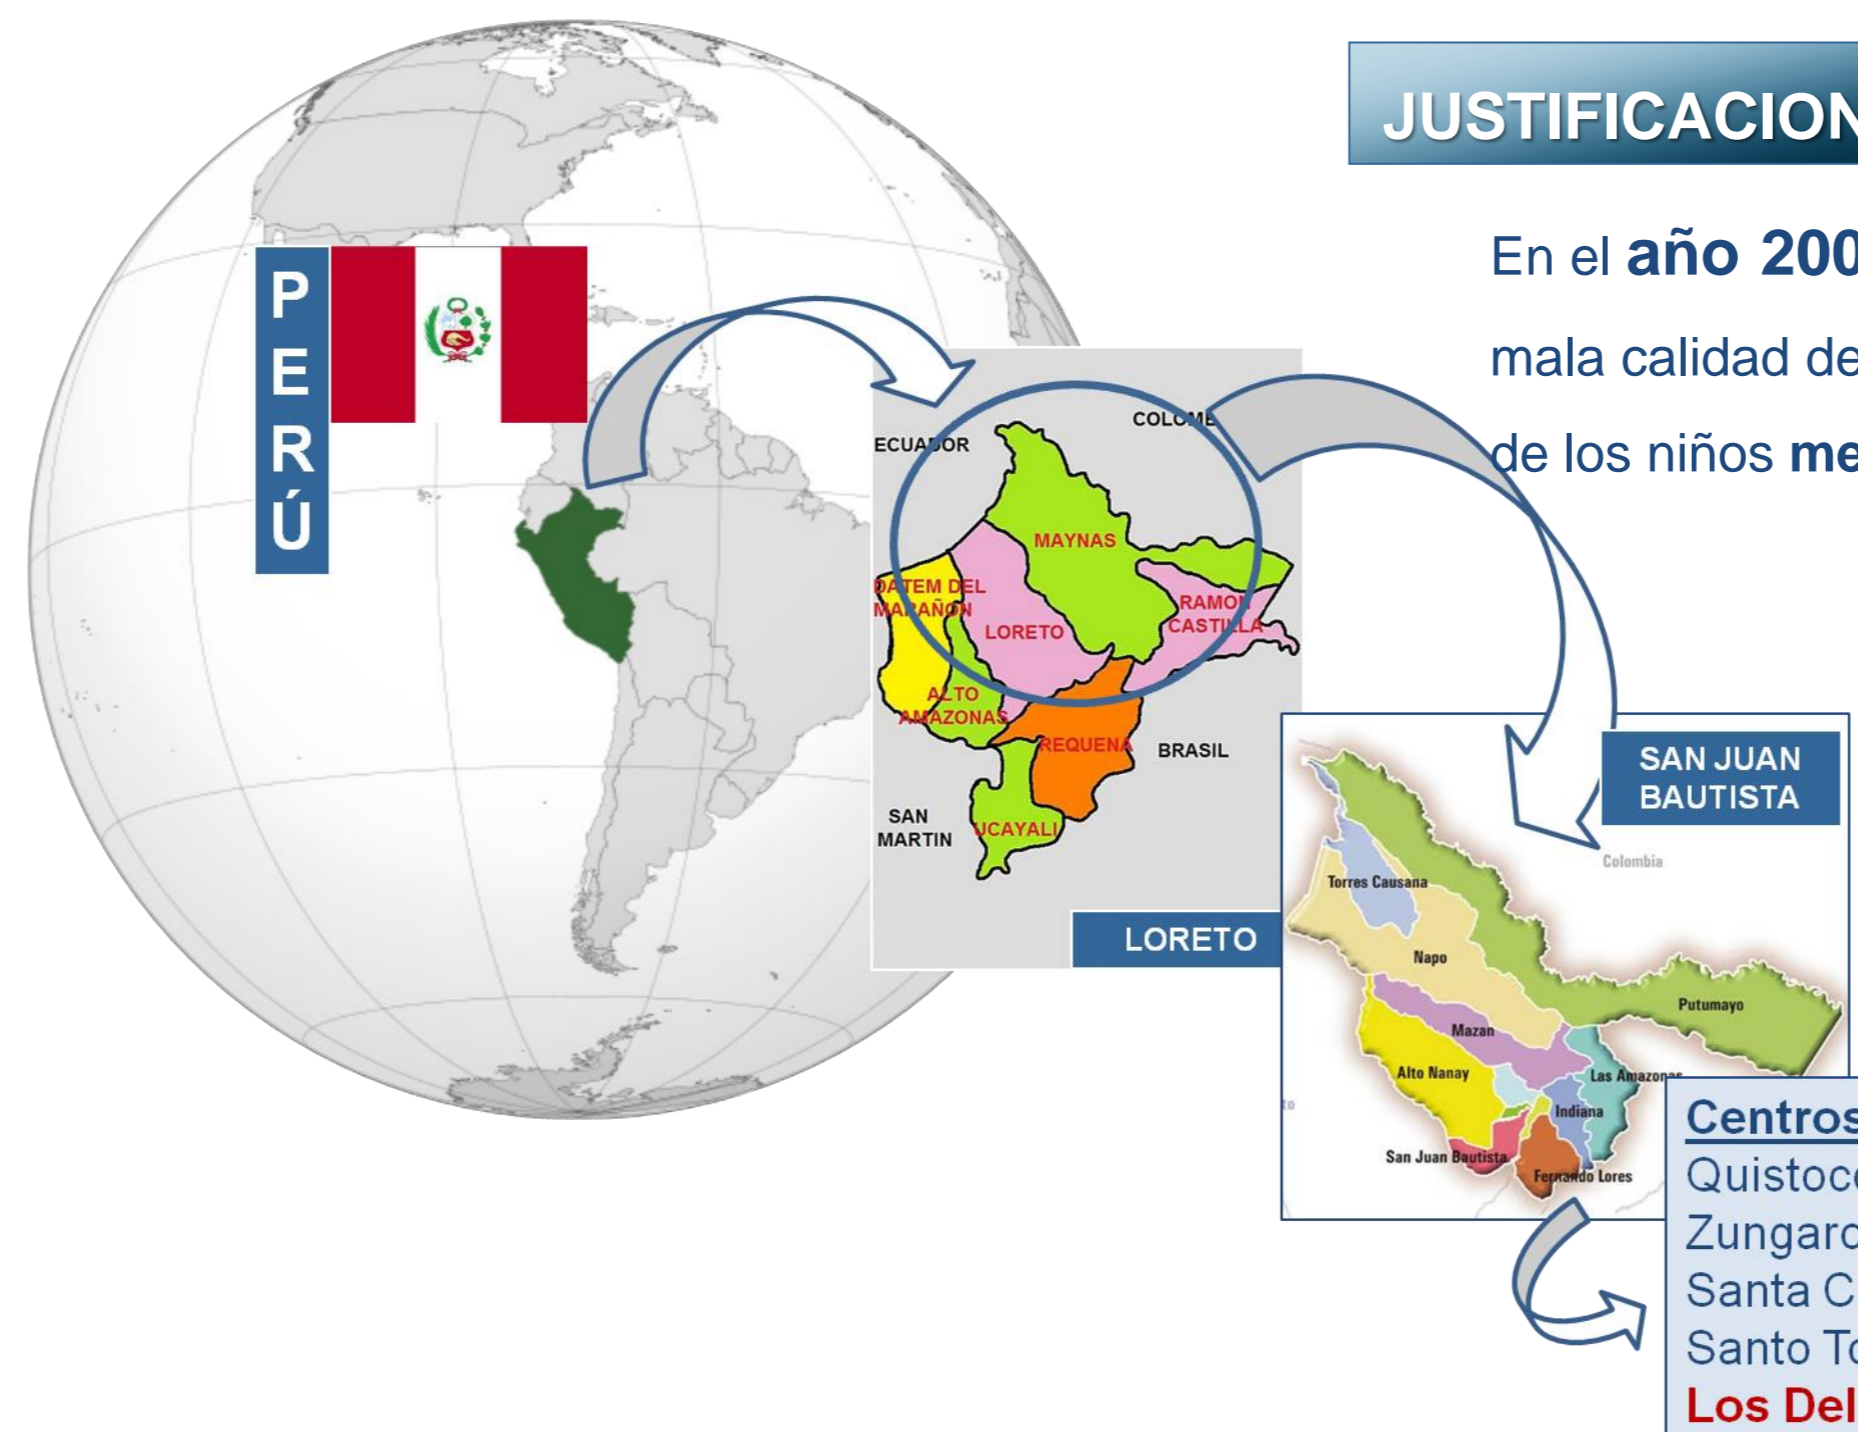 JUSTIFICACION
En el año 200
mala calidad de
de los niños me
PERÚ
ECUADOR
COLOMB
MAYNAS
DATEM DEL
MARAÑON
LORETO
RAMON
CASTILLA
ALTO
AMAZONAS
REQUENA
BRASIL
SAN
MARTIN
UCAYALI
LORETO
SAN JUAN
BAUTISTA
Colombia
Torres Causana
Napo
Putumayo
Mazan
Alto Nanay
Las Amazonas
Indiana
San Juan Bautista
Fernando Lores
to
Centros
Quistoco
Zungaro
Santa C
Santo To
Los Del